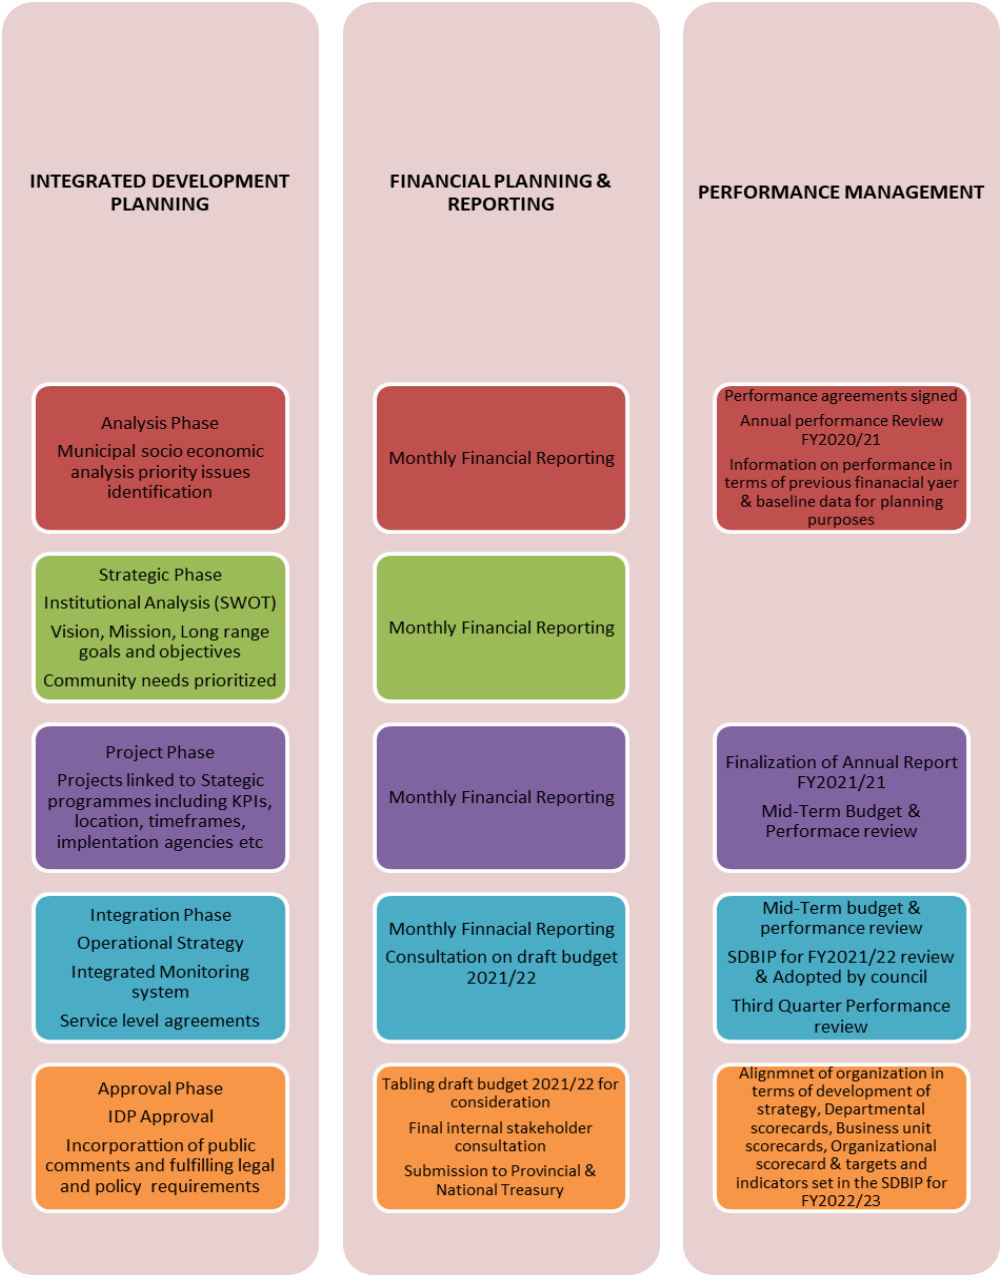 INTEGRATED DEVELOPMENT
PLANNING
Analysis Phase
Municipal socio economic
analysis priority issues
identification
Strategic Phase
Institutional Analysis (SWOT)
Vision, Mission, Long range
goals and objectives
Community needs prioritized
Project Phase
Projects linked to Stategic
programmes including KPIs,
location, timeframes,
implentation agencies etc
Integration Phase
Operational Strategy
Integrated Monitoring
system
Service level agreements
Approval Phase
IDP Approval
Incorporattion of public
comments and fulfilling legal
and policy requirements
FINANCIAL PLANNING &
REPORTING
Monthly Financial Reporting
Monthly Financial Reporting
Monthly Financial Reporting
Monthly Finnacial Reporting
Consultation on draft budget
2021/22
Tabling draft budget 2021/22 for
consideration
Final internal stakeholder
consultation
Submission to Provincial &
National Treasury
PERFORMANCE MANAGEMENT
Performance agreements signed
Annual performance Review
FY2020/21
Information on performance in
terms of previous finanacial yaer
& baseline data for planning
purposes
Finalization of Annual Report
FY2021/21
Mid-Term Budget &
Performace review
Mid-Term budget &
performance review
SDBIP for FY2021/22 review
& Adopted by council
Third Quarter Performance
review
Alignmnet of organization in
terms of development of
strategy, Departmental
scorecards, Business unit
scorecards, Organizational
scorecard & targets and
indicators set in the SDBIP for
FY2022/23